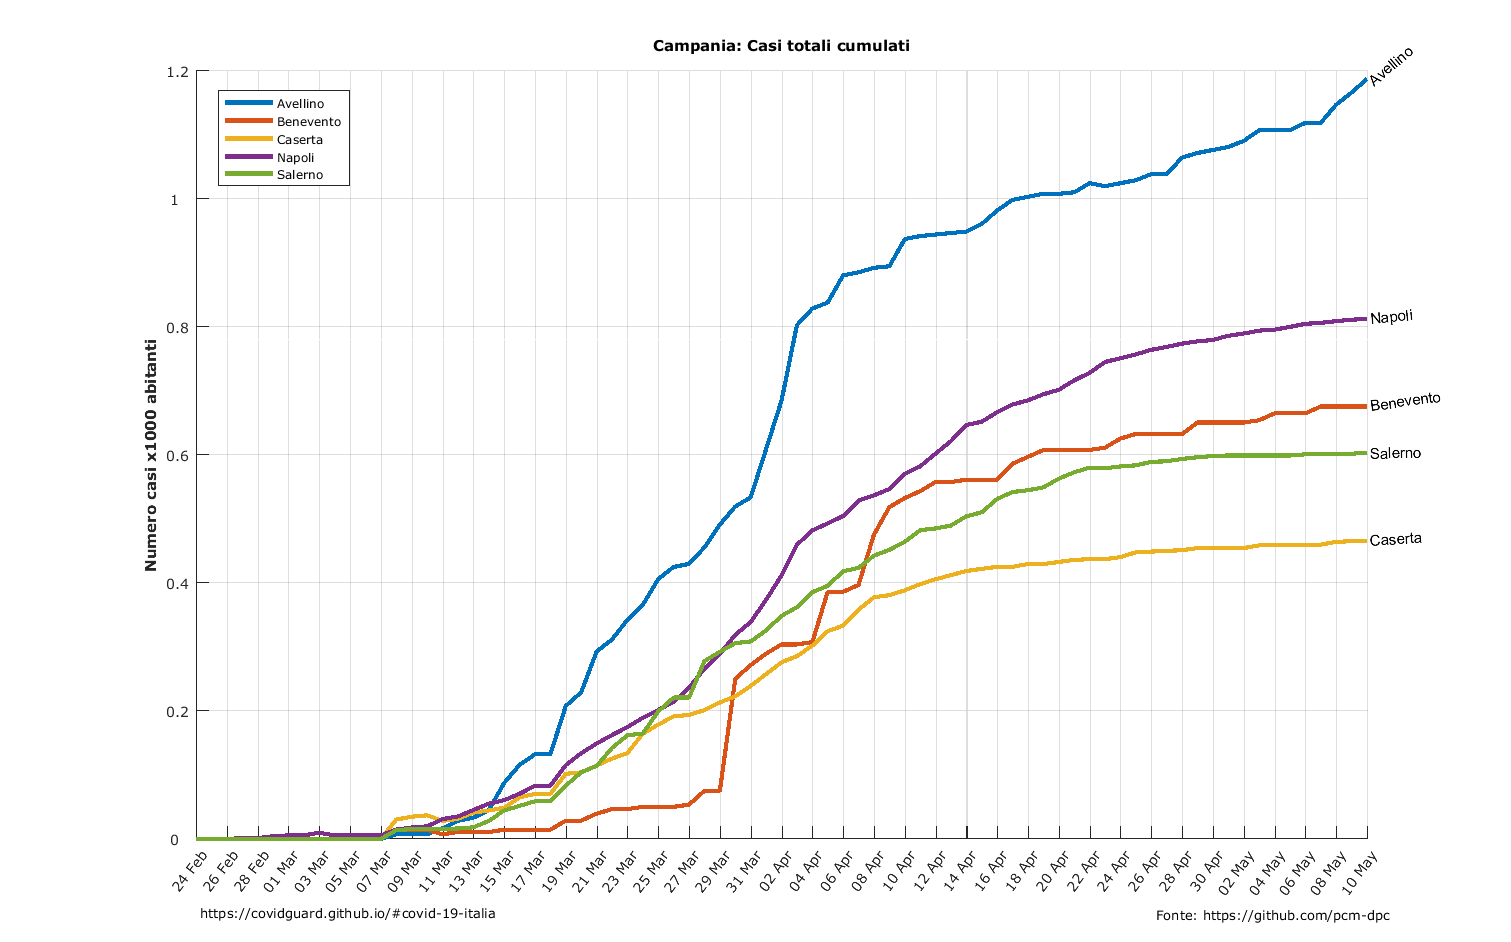 Campania: Casi totali cumulati
Avellino
1.2
1
0.8
0.6
0.4
0.2
0
Numero casi x1000 abitanti
Avellino
Benevento
Caserta
Napoli
Salerno
Napoli
Benevento
Salerno
Caserta
24 Feb
26 Feb
28 Feb
01 Mar
03 Mar
05 Mar
07 Mar
09 Mar
11 Mar
13 Mar
15 Mar
17 Mar
19 Mar
21 Mar
23 Mar
25 Mar
27 Mar
29 Mar
31 Mar
02 Apr
04 Apr
06 Apr
08 Apr
10 Apr
12 Apr
14 Apr
16 Apr
18 Apr
20 Apr
22 Apr
24 Apr
26 Apr
28 Apr
30 Apr
02 May
04 May
06 May
08 May
10 May
https://covidguard.github.io/#covid-19-italia
Fonte: https://github.com/pcm-dpc